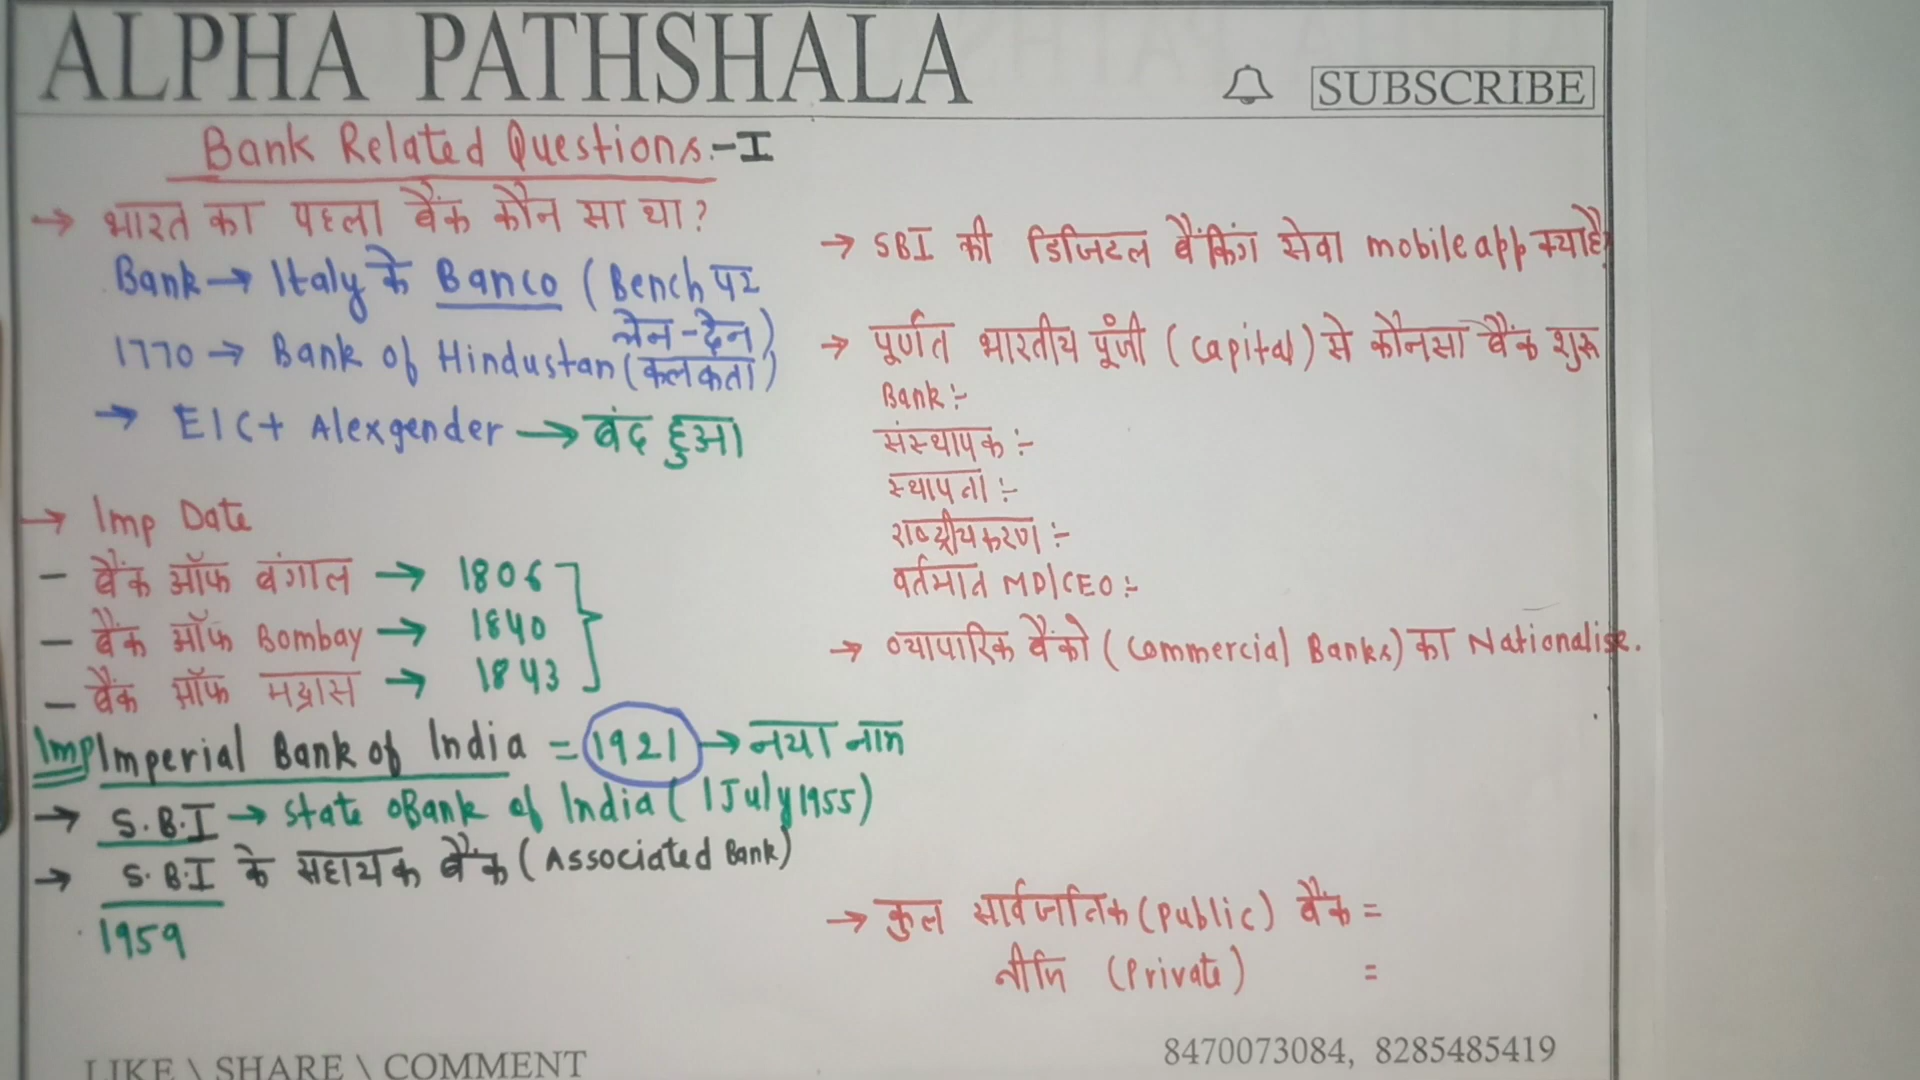 ALPHA PATHSHALA
SUBSCRIBE
Bank Related Questions.-I
→ भारत का पहला बैंक कौन सा था?
Bank → Italy के Banco (Bench पर
लेन-देन)
1770 → Bank of Hindustan (कलकता)
→ EIC+ Alexgender → बंद हुआ
→ Imp Date
- बैंक ऑफ बंगाल → 1806
- बैंक ऑफ Bombay → 1840
- बैंक ऑफ मद्रास → 1843
Imp Imperial Bank of India = 1921 → नया नाम
→ S.B.I → State oBank of India (1 July 1955)
→ S.B.I के सहायक बैंक (Associated Bank)
1959
→ SBI की डिजिटल बैंकिंग सेवा mobile app क्या है?
→ पूर्णत भारतीय पूंजी (Capital) से कौनसा बैंक शुरू
Bank :-
संस्थापक :-
स्थापना :-
राष्ट्रीयकरण :-
वर्तमान MD/CEO :-
→ व्यापारिक बैंको (Commercial Banks) का Nationalise.
→ कुल सार्वजनिक (Public) बैंक =
नीजि (Private) =
LIKE \ SHARE \ COMMENT
8470073084, 8285485419